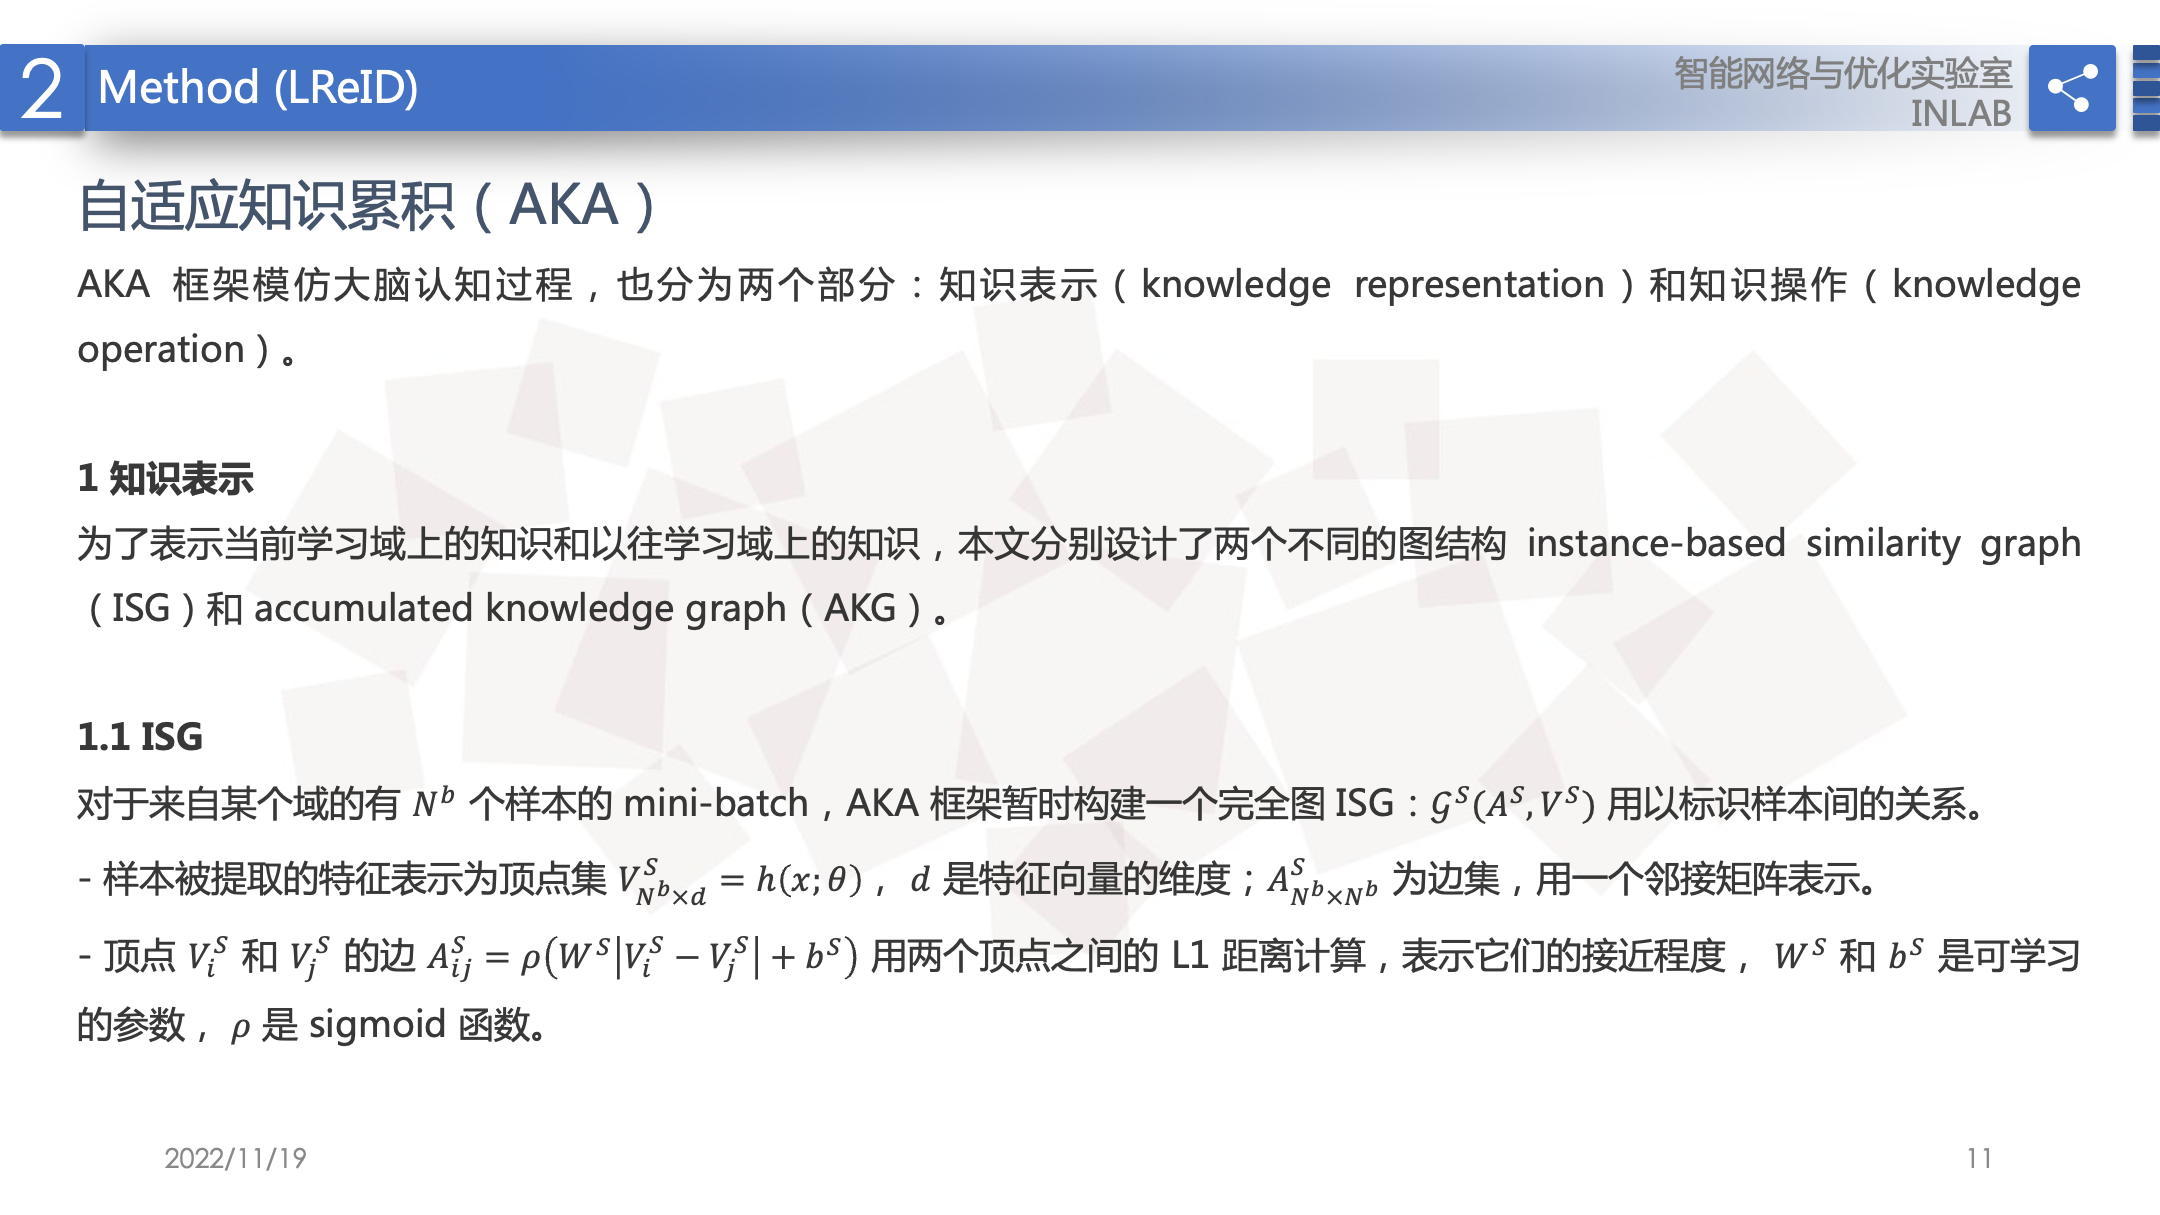 2 Method (LReID)
智能网络与优化实验室
INLAB
自适应知识累积（AKA）
AKA 框架模仿大脑认知过程，也分为两个部分：知识表示（knowledge representation）和知识操作（knowledge
operation）。
1 知识表示
为了表示当前学习域上的知识和以往学习域上的知识，本文分别设计了两个不同的图结构 instance-based similarity graph
（ISG）和 accumulated knowledge graph（AKG）。
1.1 ISG
对于来自某个域的有 $N^b$ 个样本的 mini-batch，AKA 框架暂时构建一个完全图 ISG：$\mathcal{G}^S(A^S,V^S)$ 用以标识样本间的关系。
- 样本被提取的特征表示为顶点集 $V^S_{N^b \times d} = h(x;\theta)$， $d$ 是特征向量的维度；$A^S_{N^b \times N^b}$ 为边集，用一个邻接矩阵表示。
- 顶点 $V_i^S$ 和 $V_j^S$ 的边 $A_{ij}^S = \rho(W^S|V_i^S - V_j^S| + b^S)$ 用两个顶点之间的 L1 距离计算，表示它们的接近程度， $W^S$ 和 $b^S$ 是可学习
的参数， $\rho$ 是 sigmoid 函数。
2022/11/19
11